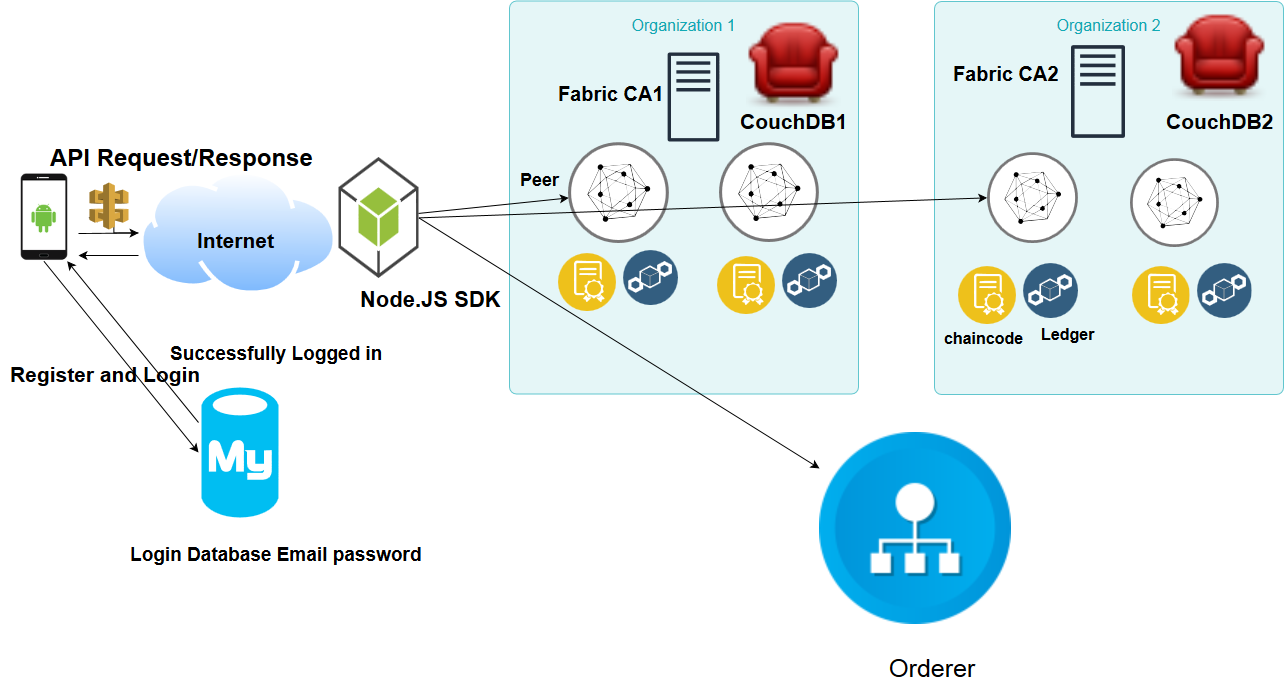 Organization 1
Organization 2
Fabric CA1
Fabric CA2
CouchDB1
CouchDB2
API Request/Response
Peer
Internet
Node.JS SDK
chaincode
Ledger
Successfully Logged in
Register and Login
My
Login Database Email password
Orderer